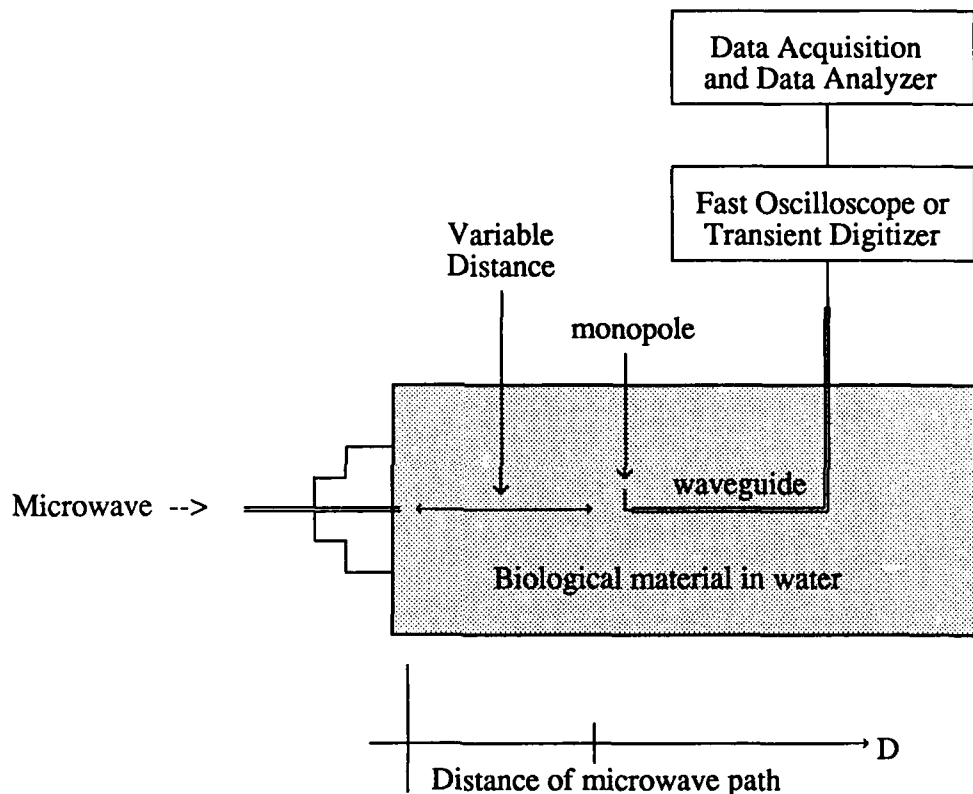 Data Acquisition
and Data Analyzer
Fast Oscilloscope or
Transient Digitizer
Variable
Distance
monopole
waveguide
Microwave -->
Biological material in water
D
Distance of microwave path